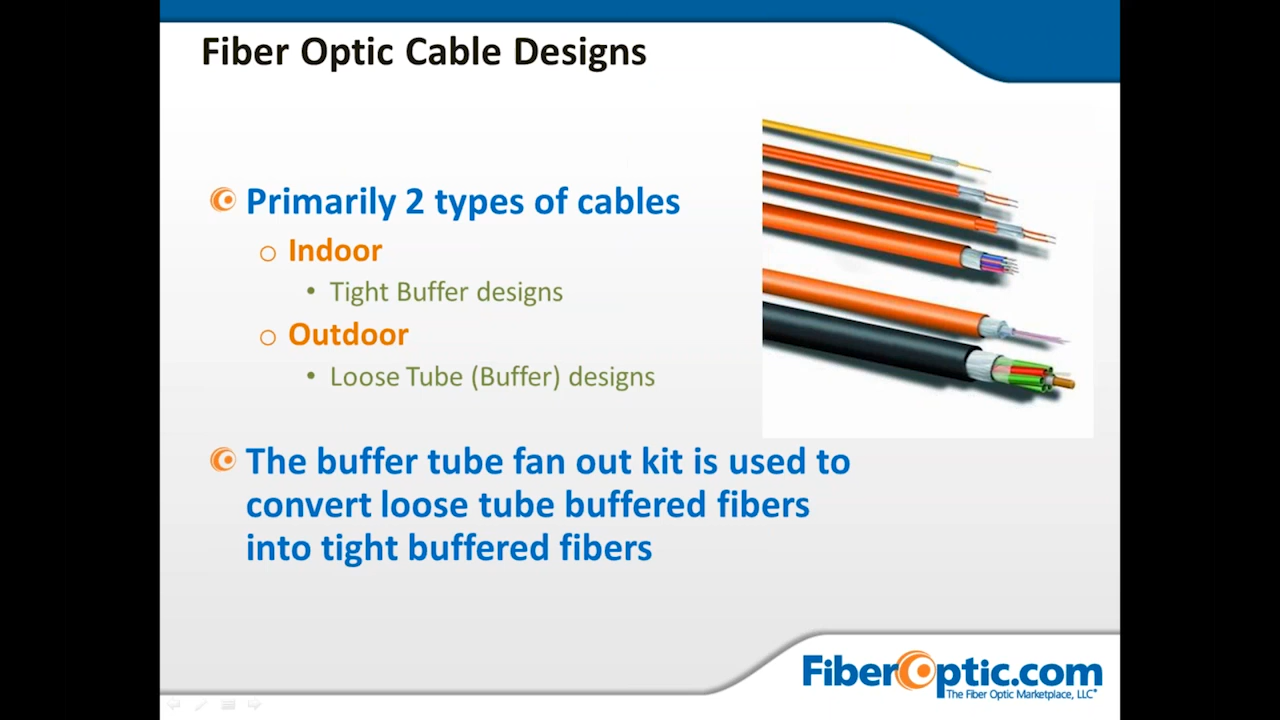 Fiber Optic Cable Designs
Primarily 2 types of cables
Indoor
Tight Buffer designs
Outdoor
Loose Tube (Buffer) designs
The buffer tube fan out kit is used to
convert loose tube buffered fibers
into tight buffered fibers
FiberOptic.com
The Fiber Optic Marketplace, LLC®